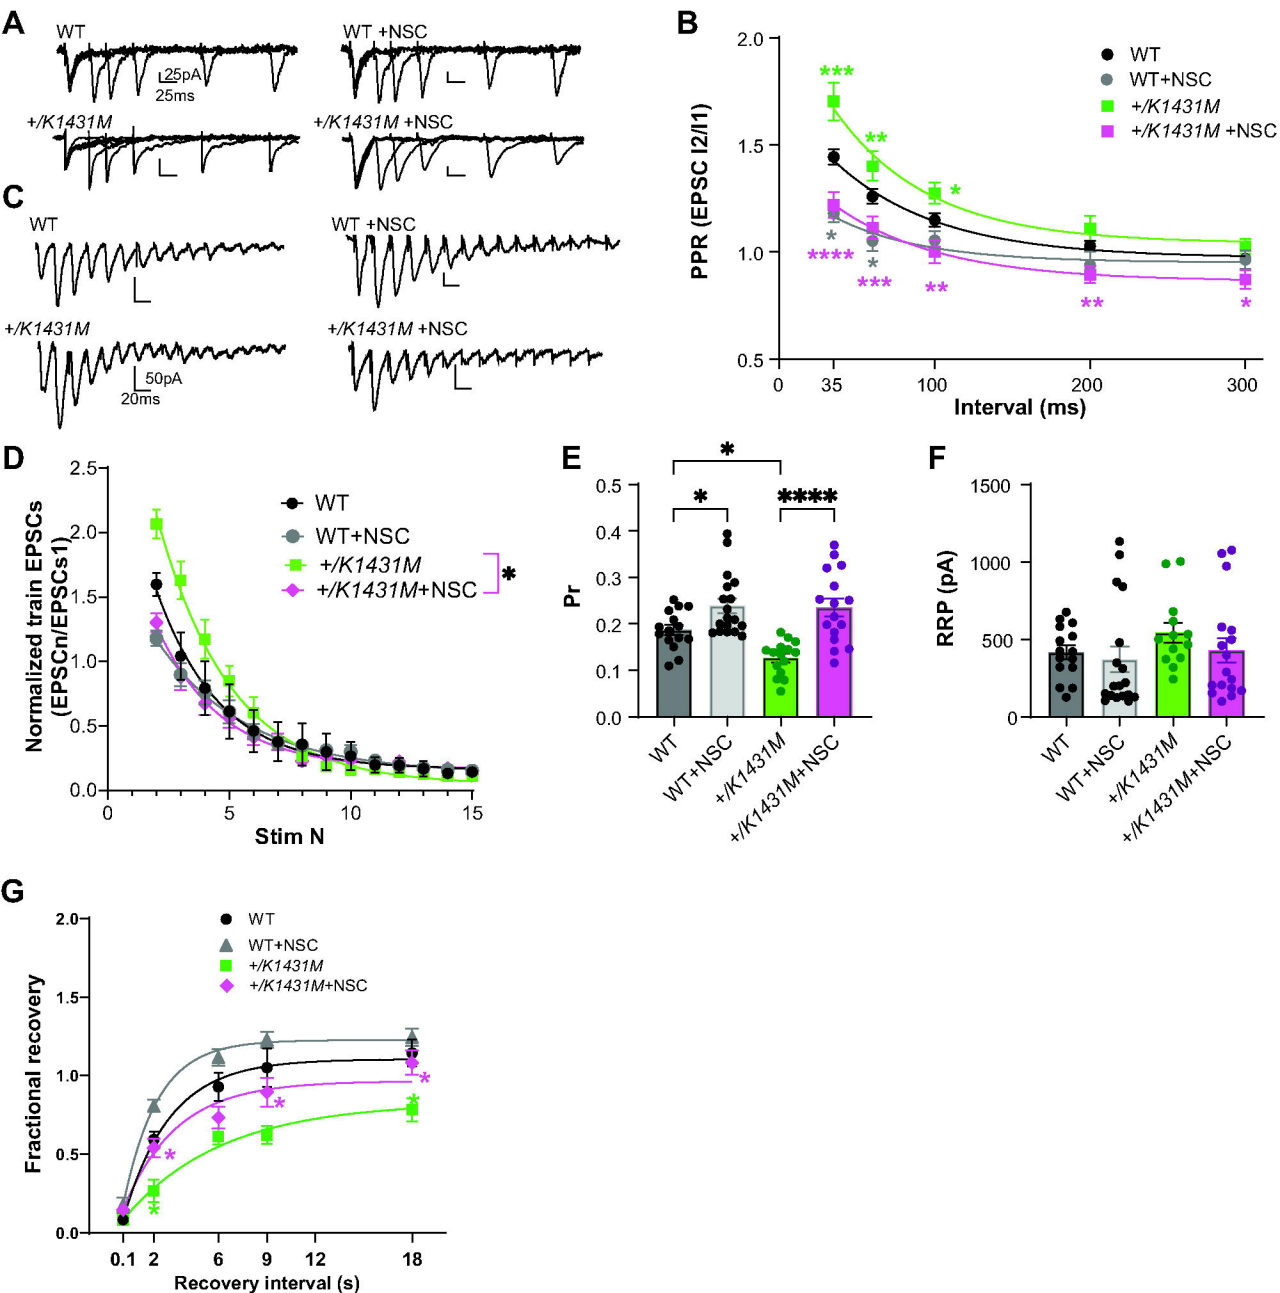 A
WT
25pA
25ms
WT +NSC
+/K1431M
+/K1431M +NSC
B
PPR (EPSC I2/I1)
2.0
1.5
1.0
0.5
0
35
100
200
300
Interval (ms)
WT
WT+NSC
+/K1431M
+/K1431M +NSC
***
**
*
*
****
*
***
**
**
*
C
WT
WT +NSC
+/K1431M
50pA
20ms
+/K1431M +NSC
D
Normalized train EPSCs
(EPSCn/EPSCs1)
2.5
2.0
1.5
1.0
0.5
0.0
0
5
10
15
Stim N
WT
WT+NSC
+/K1431M
+/K1431M+NSC
*
E
Pr
0.5
0.4
0.3
0.2
0.1
0.0
*
*
****
WT
WT+NSC
+/K1431M
+/K1431M+NSC
F
RRP (pA)
1500
1000
500
0
WT
WT+NSC
+/K1431M
+/K1431M+NSC
G
Fractional recovery
2.0
1.5
1.0
0.5
0.0
0.1
2
6
9
12
18
Recovery interval (s)
WT
WT+NSC
+/K1431M
+/K1431M+NSC
*
*
*
*
*